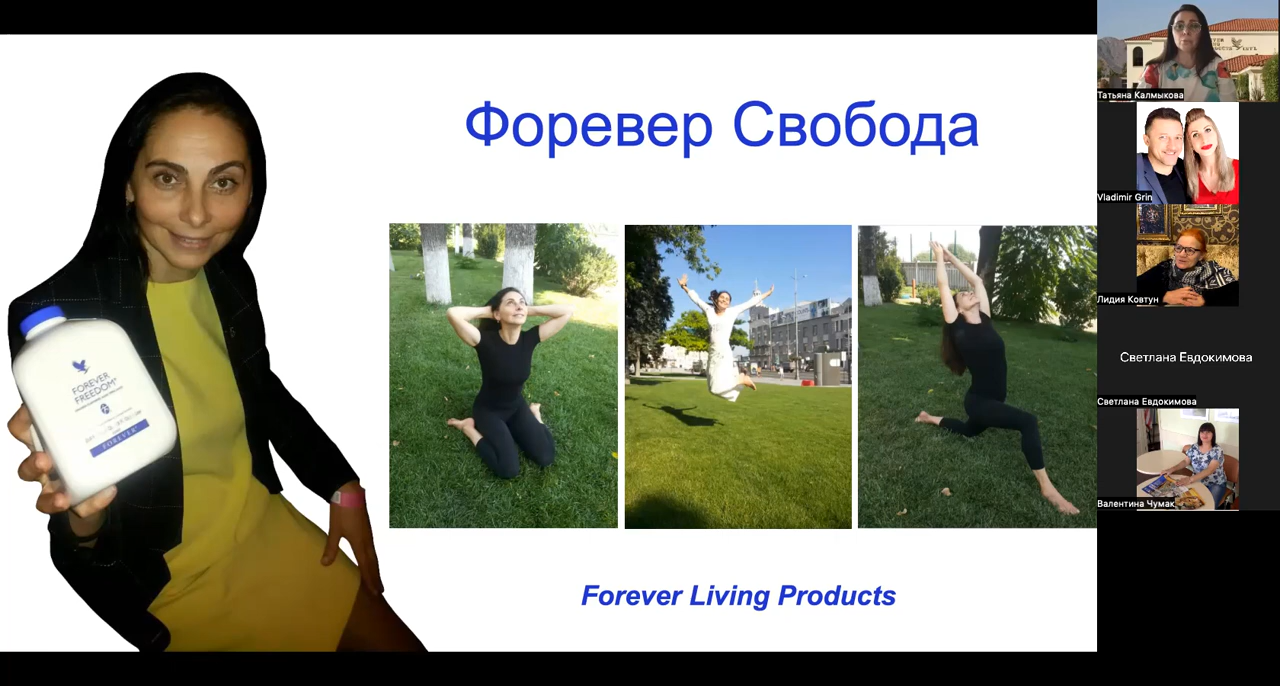 Форевер Свобода
FOREVER
FREEDOM
FOREVER
Forever Living Products
Татьяна Калмыкова
Vladimir Grin
Лидия Ковтун
Светлана Евдокимова
Светлана Евдокимова
Валентина Чумак